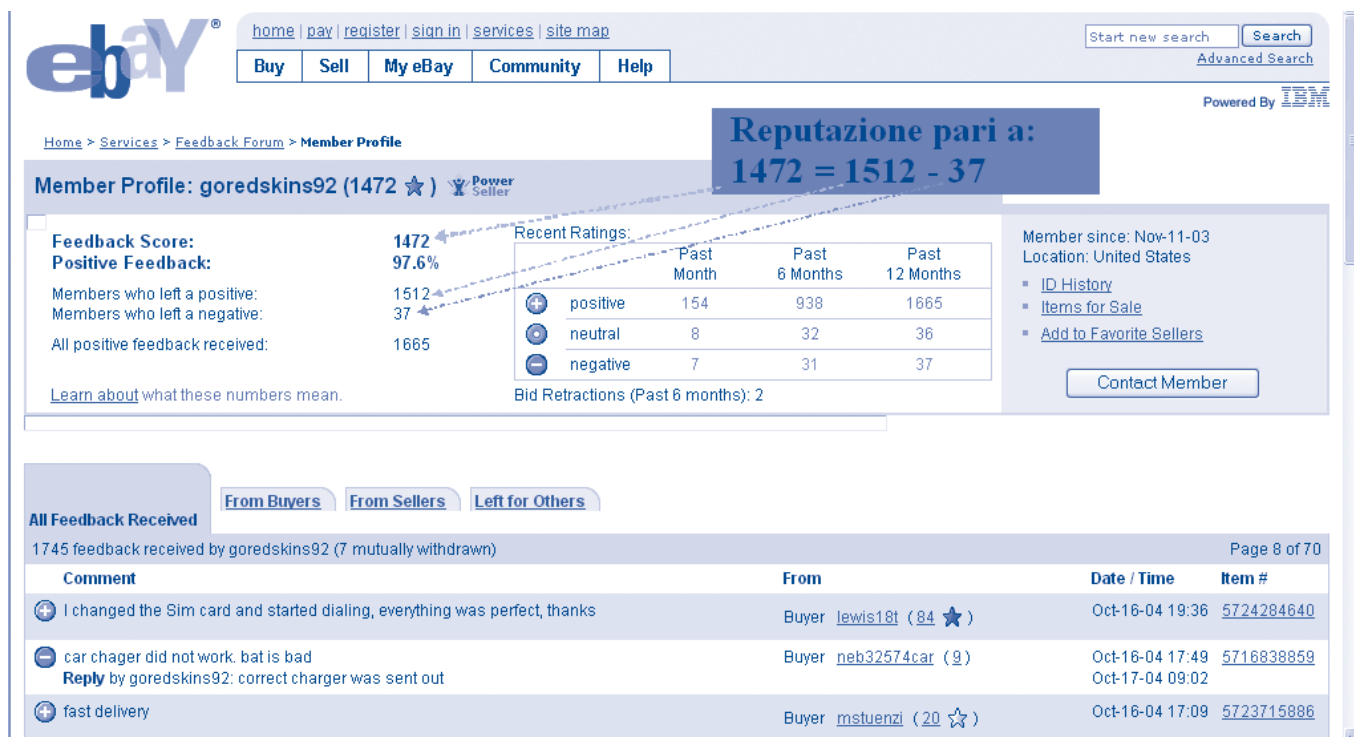 ebay®
home | pay | register | sign in | services | site map
Start new search Search
Buy Sell My eBay Community Help
Advanced Search
Powered By IBM
Home > Services > Feedback Forum > Member Profile
Reputazione pari a:
1472 = 1512 - 37
Member Profile: goredskins92 (1472 ) Power Seller
Feedback Score: 1472
Positive Feedback: 97.6%
Members who left a positive: 1512
Members who left a negative: 37
All positive feedback received: 1665
Learn about what these numbers mean.
Recent Ratings:
Past Month Past 6 Months Past 12 Months
positive 154 938 1665
neutral 8 32 36
negative 7 31 37
Bid Retractions (Past 6 months): 2
Member since: Nov-11-03
Location: United States
ID History
Items for Sale
Add to Favorite Sellers
Contact Member
All Feedback Received From Buyers From Sellers Left for Others
1745 feedback received by goredskins92 (7 mutually withdrawn) Page 8 of 70
Comment From Date / Time Item #
I changed the Sim card and started dialing, everything was perfect, thanks Buyer lewis18t ( 84 ) Oct-16-04 19:36 5724284640
car chager did not work. bat is bad Buyer neb32574car ( 9 ) Oct-16-04 17:49 5716838859
Reply by goredskins92: correct charger was sent out Oct-17-04 09:02
fast delivery Buyer mstuenzi ( 20 ) Oct-16-04 17:09 5723715886